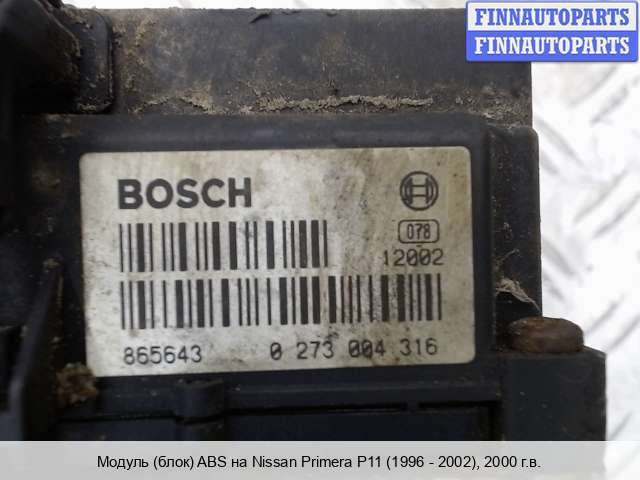 FINNAUTOPARTS
FINNAUTOPARTS
BOSCH
078
12002
865643 0 273 004 316
Модуль (блок) ABS на Nissan Primera P11 (1996 - 2002), 2000 г.в.